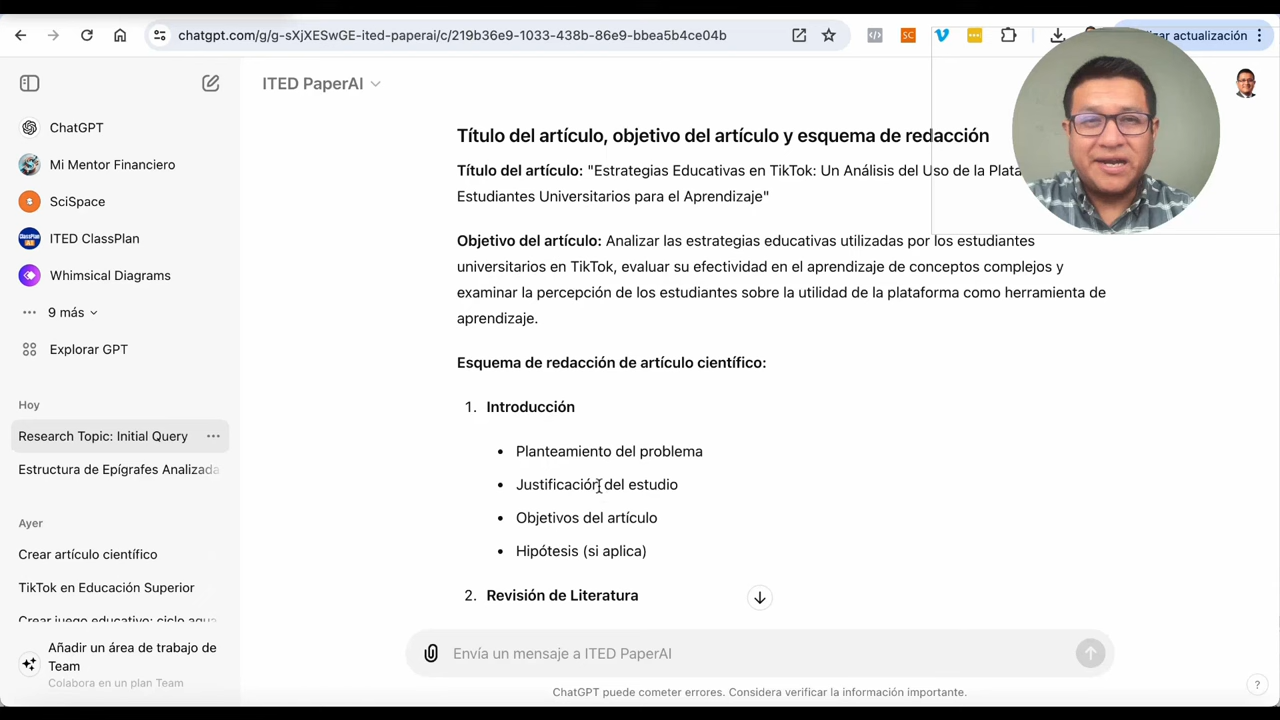 chatgpt.com/g/g-sXjXESwGE-ited-paperai/c/219b36e9-1033-438b-86e9-bbea5b4ce04b
SC
izar actualización
ITED PaperAI
ChatGPT
Mi Mentor Financiero
SciSpace
ITED ClassPlan
Whimsical Diagrams
9 más
Explorar GPT
Hoy
Research Topic: Initial Query
Estructura de Epígrafes Analizada
Ayer
Crear artículo científico
TikTok en Educación Superior
Crear juego educativo: ciclo agua
Añadir un área de trabajo de
Team
Colabora en un plan Team
Título del artículo, objetivo del artículo y esquema de redacción
Título del artículo: "Estrategias Educativas en TikTok: Un Análisis del Uso de la Plata
Estudiantes Universitarios para el Aprendizaje"
Objetivo del artículo: Analizar las estrategias educativas utilizadas por los estudiantes
universitarios en TikTok, evaluar su efectividad en el aprendizaje de conceptos complejos y
examinar la percepción de los estudiantes sobre la utilidad de la plataforma como herramienta de
aprendizaje.
Esquema de redacción de artículo científico:
1. Introducción
• Planteamiento del problema
• Justificación del estudio
• Objetivos del artículo
• Hipótesis (si aplica)
2. Revisión de Literatura
Envía un mensaje a ITED PaperAI
ChatGPT puede cometer errores. Considera verificar la información importante.
?